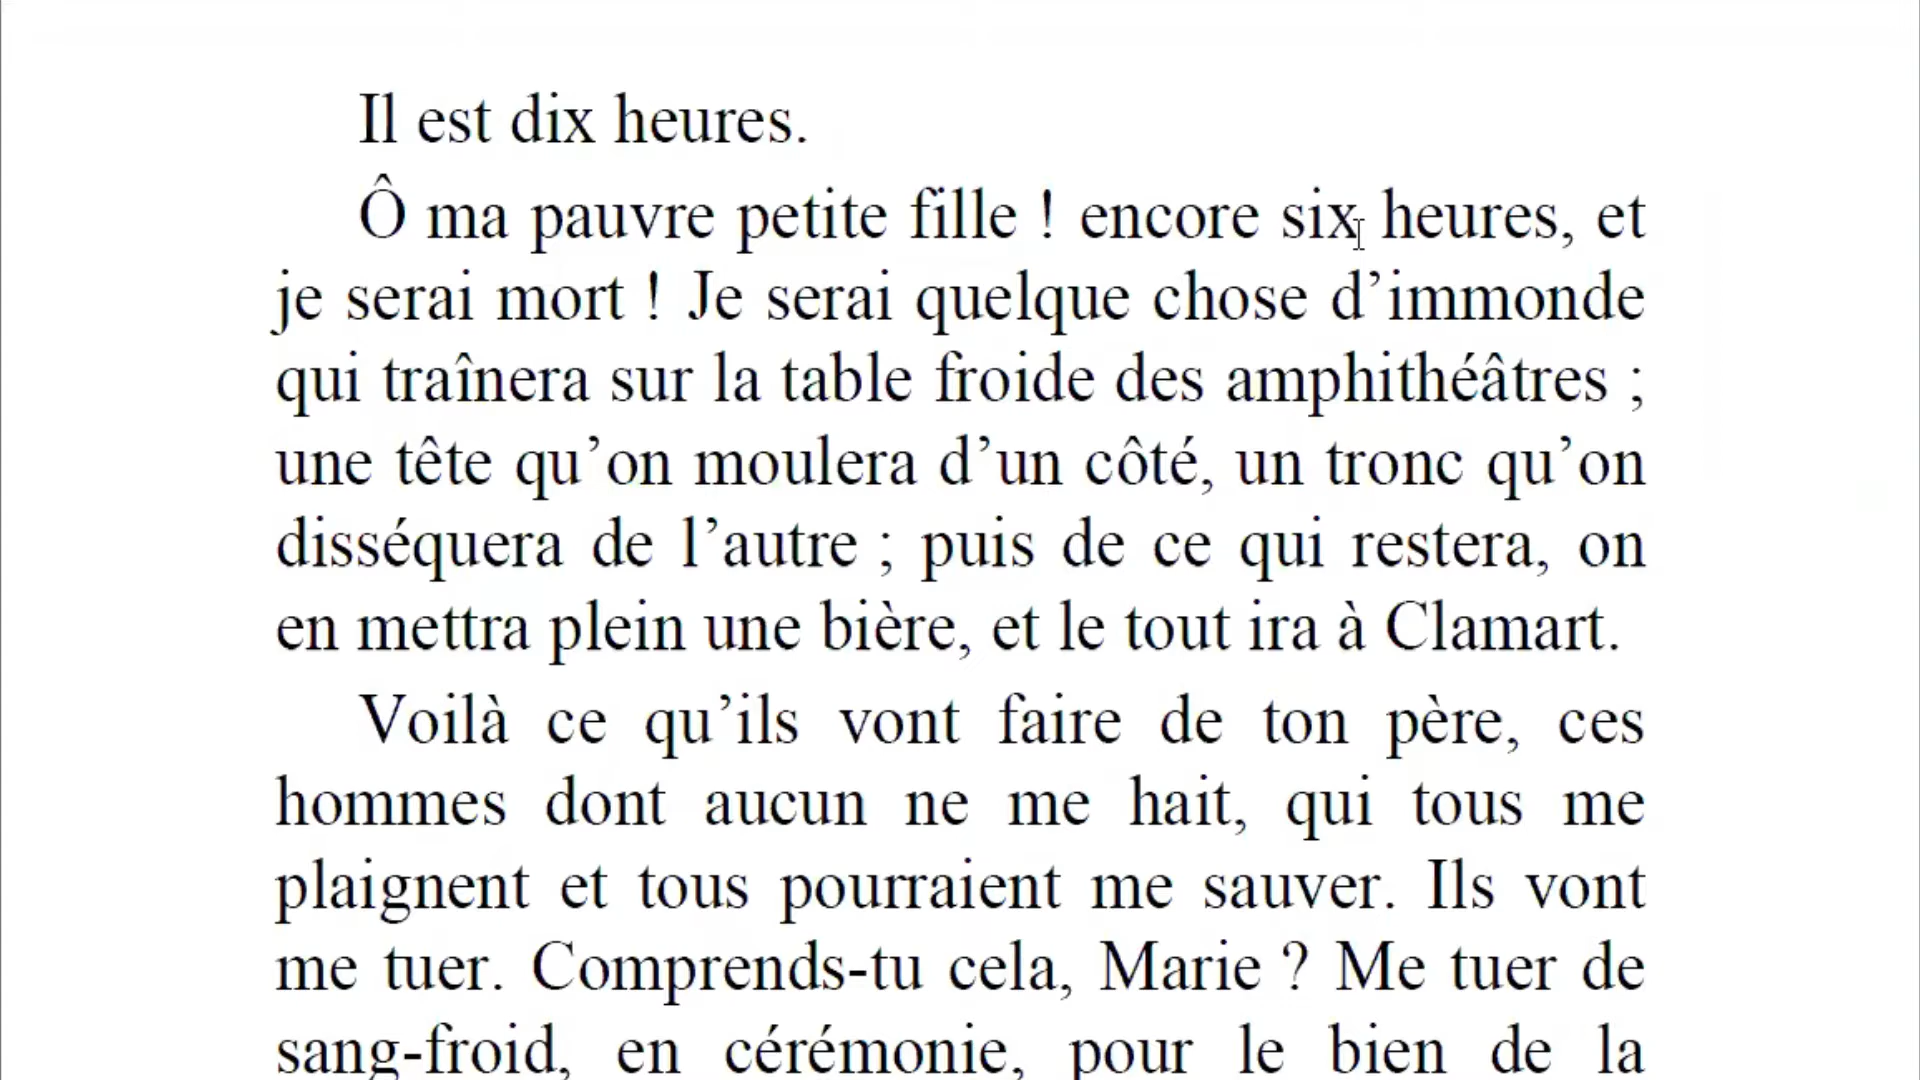 Il est dix heures.
Ô ma pauvre petite fille ! encore six heures, et
je serai mort ! Je serai quelque chose d’immonde
qui traînera sur la table froide des amphithéâtres ;
une tête qu’on moulera d’un côté, un tronc qu’on
disséquera de l’autre ; puis de ce qui restera, on
en mettra plein une bière, et le tout ira à Clamart.
Voilà ce qu’ils vont faire de ton père, ces
hommes dont aucun ne me hait, qui tous me
plaignent et tous pourraient me sauver. Ils vont
me tuer. Comprends-tu cela, Marie ? Me tuer de
sang-froid, en cérémonie, pour le bien de la